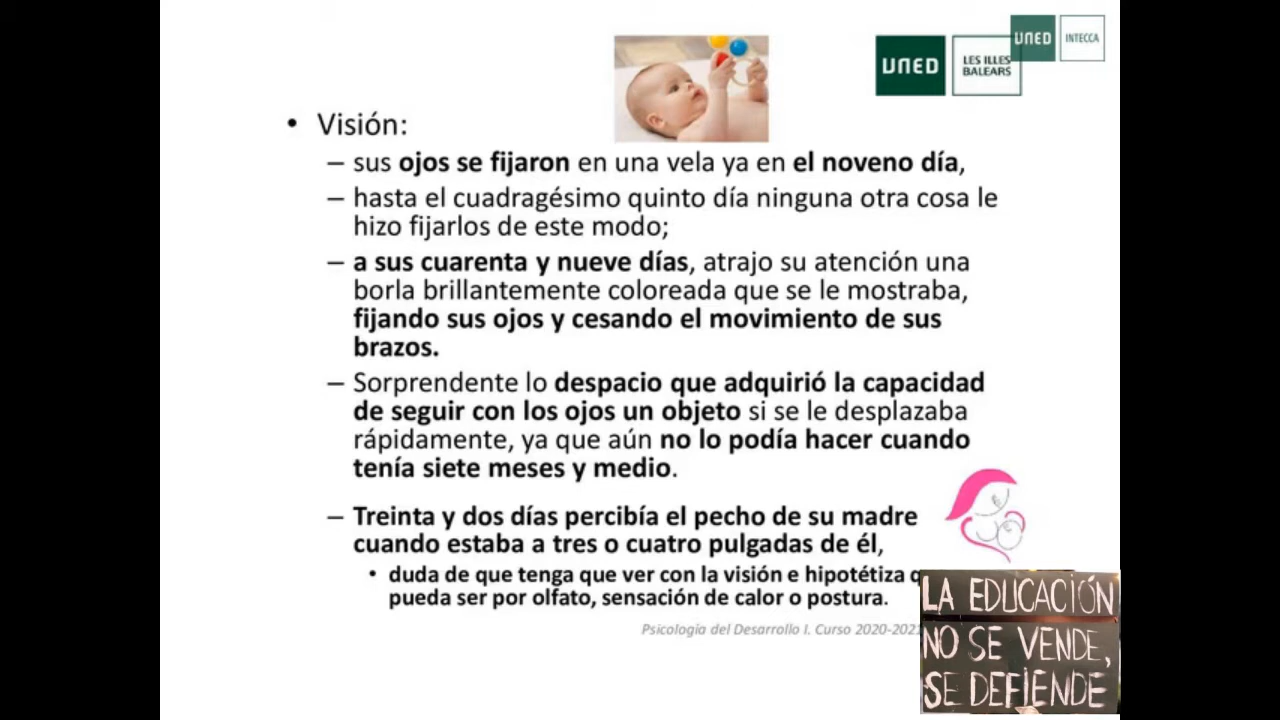 UNED
INTECCA
UNED
LES ILLES
BALEARS
• Visión:
– sus ojos se fijaron en una vela ya en el noveno día,
– hasta el cuadragésimo quinto día ninguna otra cosa le
hizo fijarlos de este modo;
– a sus cuarenta y nueve días, atrajo su atención una
borla brillantemente coloreada que se le mostraba,
fijando sus ojos y cesando el movimiento de sus
brazos.
– Sorprendente lo despacio que adquirió la capacidad
de seguir con los ojos un objeto si se le desplazaba
rápidamente, ya que aún no lo podía hacer cuando
tenía siete meses y medio.
– Treinta y dos días percibía el pecho de su madre
cuando estaba a tres o cuatro pulgadas de él,
• duda de que tenga que ver con la visión e hipotétiza
pueda ser por olfato, sensación de calor o postura.
Psicología del Desarrollo I. Curso 2020-2021
LA EDUCACIÓN
NO SE VENDE,
SE DEFIENDE